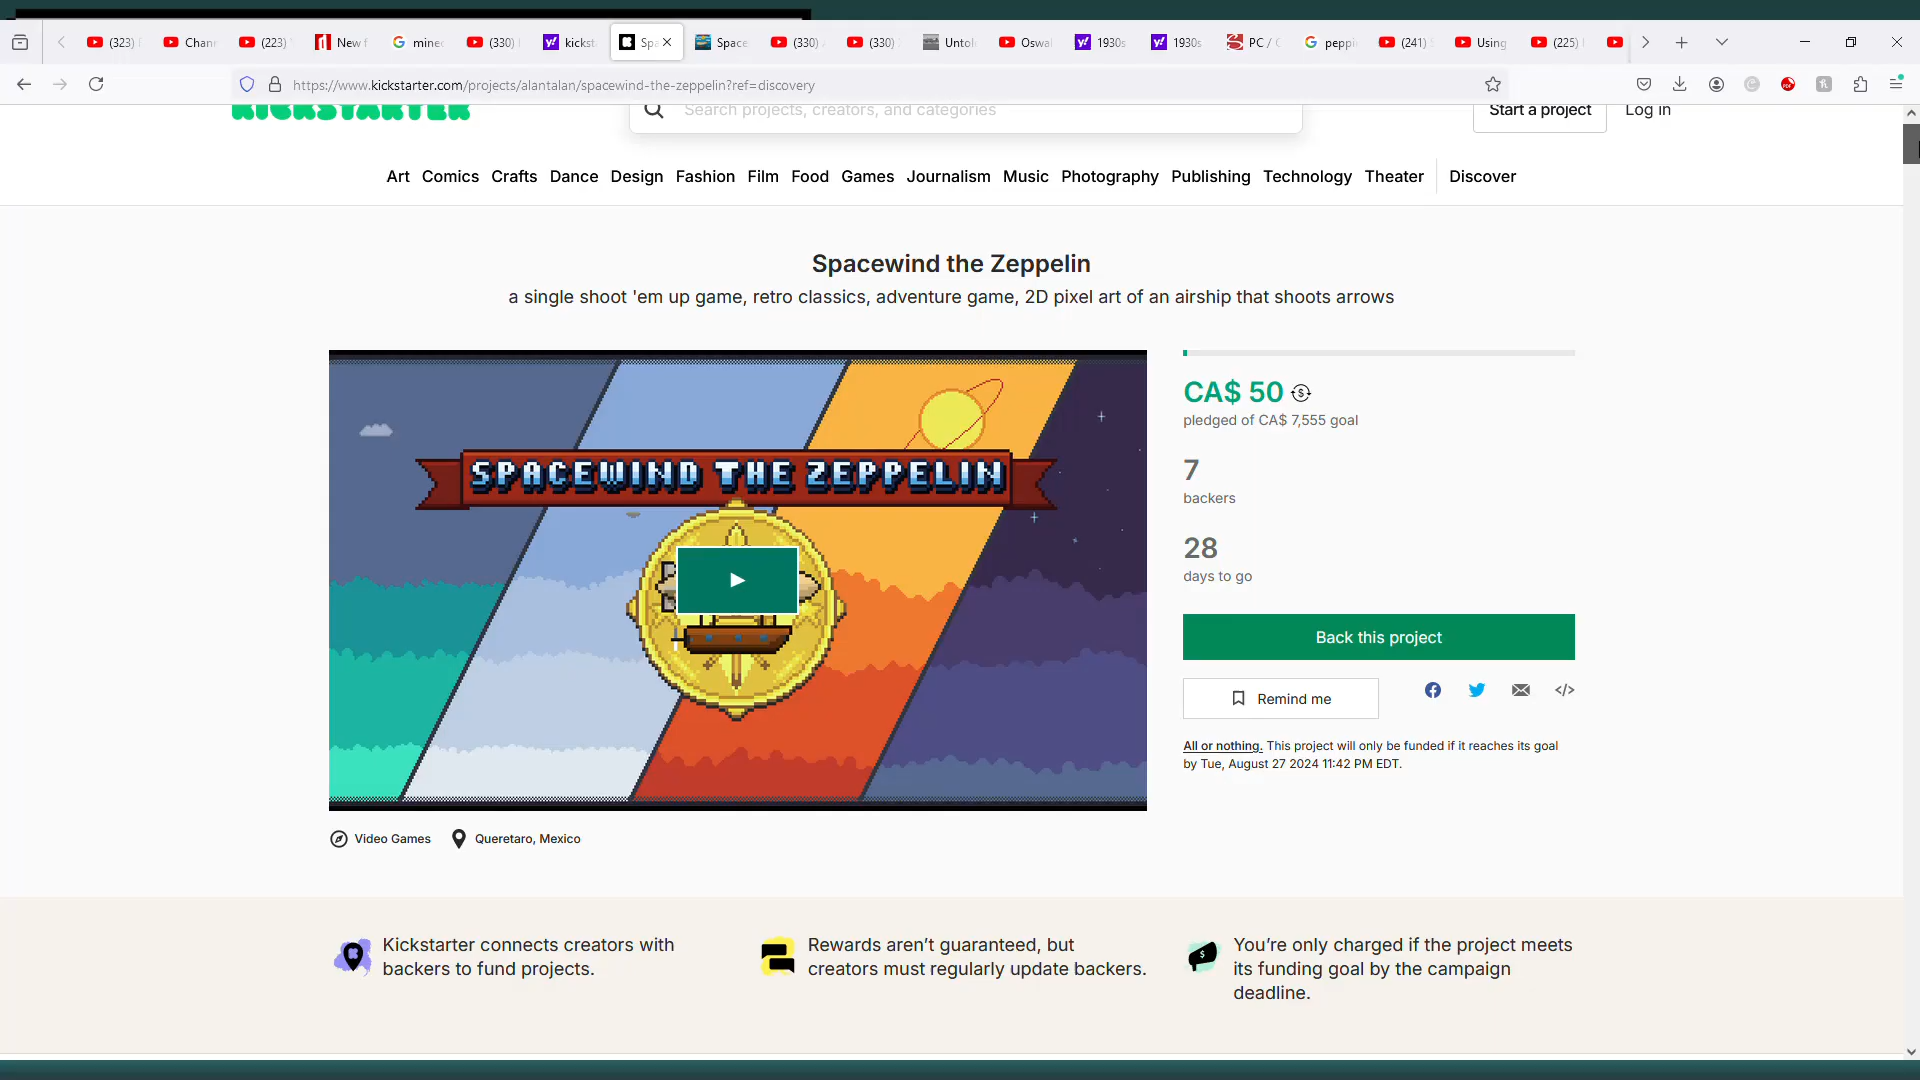 (323)
Chann
(223)
New f
minec
(330)
kickst
Spa
Space
(330)
(330)
Untol
Oswal
1930s
1930s
PC / G
peppi
(241)
Using
(225)
https://www.kickstarter.com/projects/alantalan/spacewind-the-zeppelin?ref=discovery
KICKSTARTER
Search projects, creators, and categories
Start a project
Log in
Art Comics Crafts Dance Design Fashion Film Food Games Journalism Music Photography Publishing Technology Theater Discover
Spacewind the Zeppelin
a single shoot 'em up game, retro classics, adventure game, 2D pixel art of an airship that shoots arrows
SPACEWIND THE ZEPPELIN
CA$ 50
pledged of CA$ 7,555 goal
7
backers
28
days to go
Back this project
Remind me
All or nothing. This project will only be funded if it reaches its goal
by Tue, August 27 2024 11:42 PM EDT.
Video Games
Queretaro, Mexico
Kickstarter connects creators with
backers to fund projects.
Rewards aren’t guaranteed, but
creators must regularly update backers.
You’re only charged if the project meets
its funding goal by the campaign
deadline.